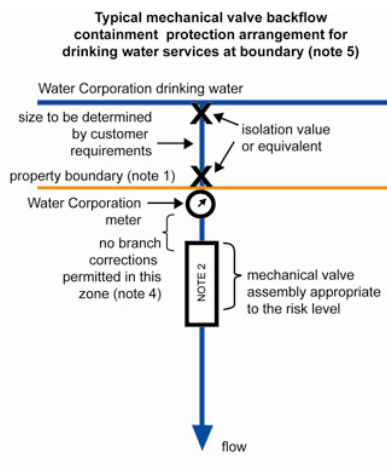 Typical mechanical valve backflow
containment  protection arrangement for
drinking water services at boundary (note 5)
Water Corporation drinking water
size to be determined
by customer
requirements
isolation value
or equivalent
property boundary (note 1)
Water Corporation
meter
no branch
corrections
permitted in this
zone (note 4)
NOTE 2
mechanical valve
assembly appropriate
to the risk level
flow